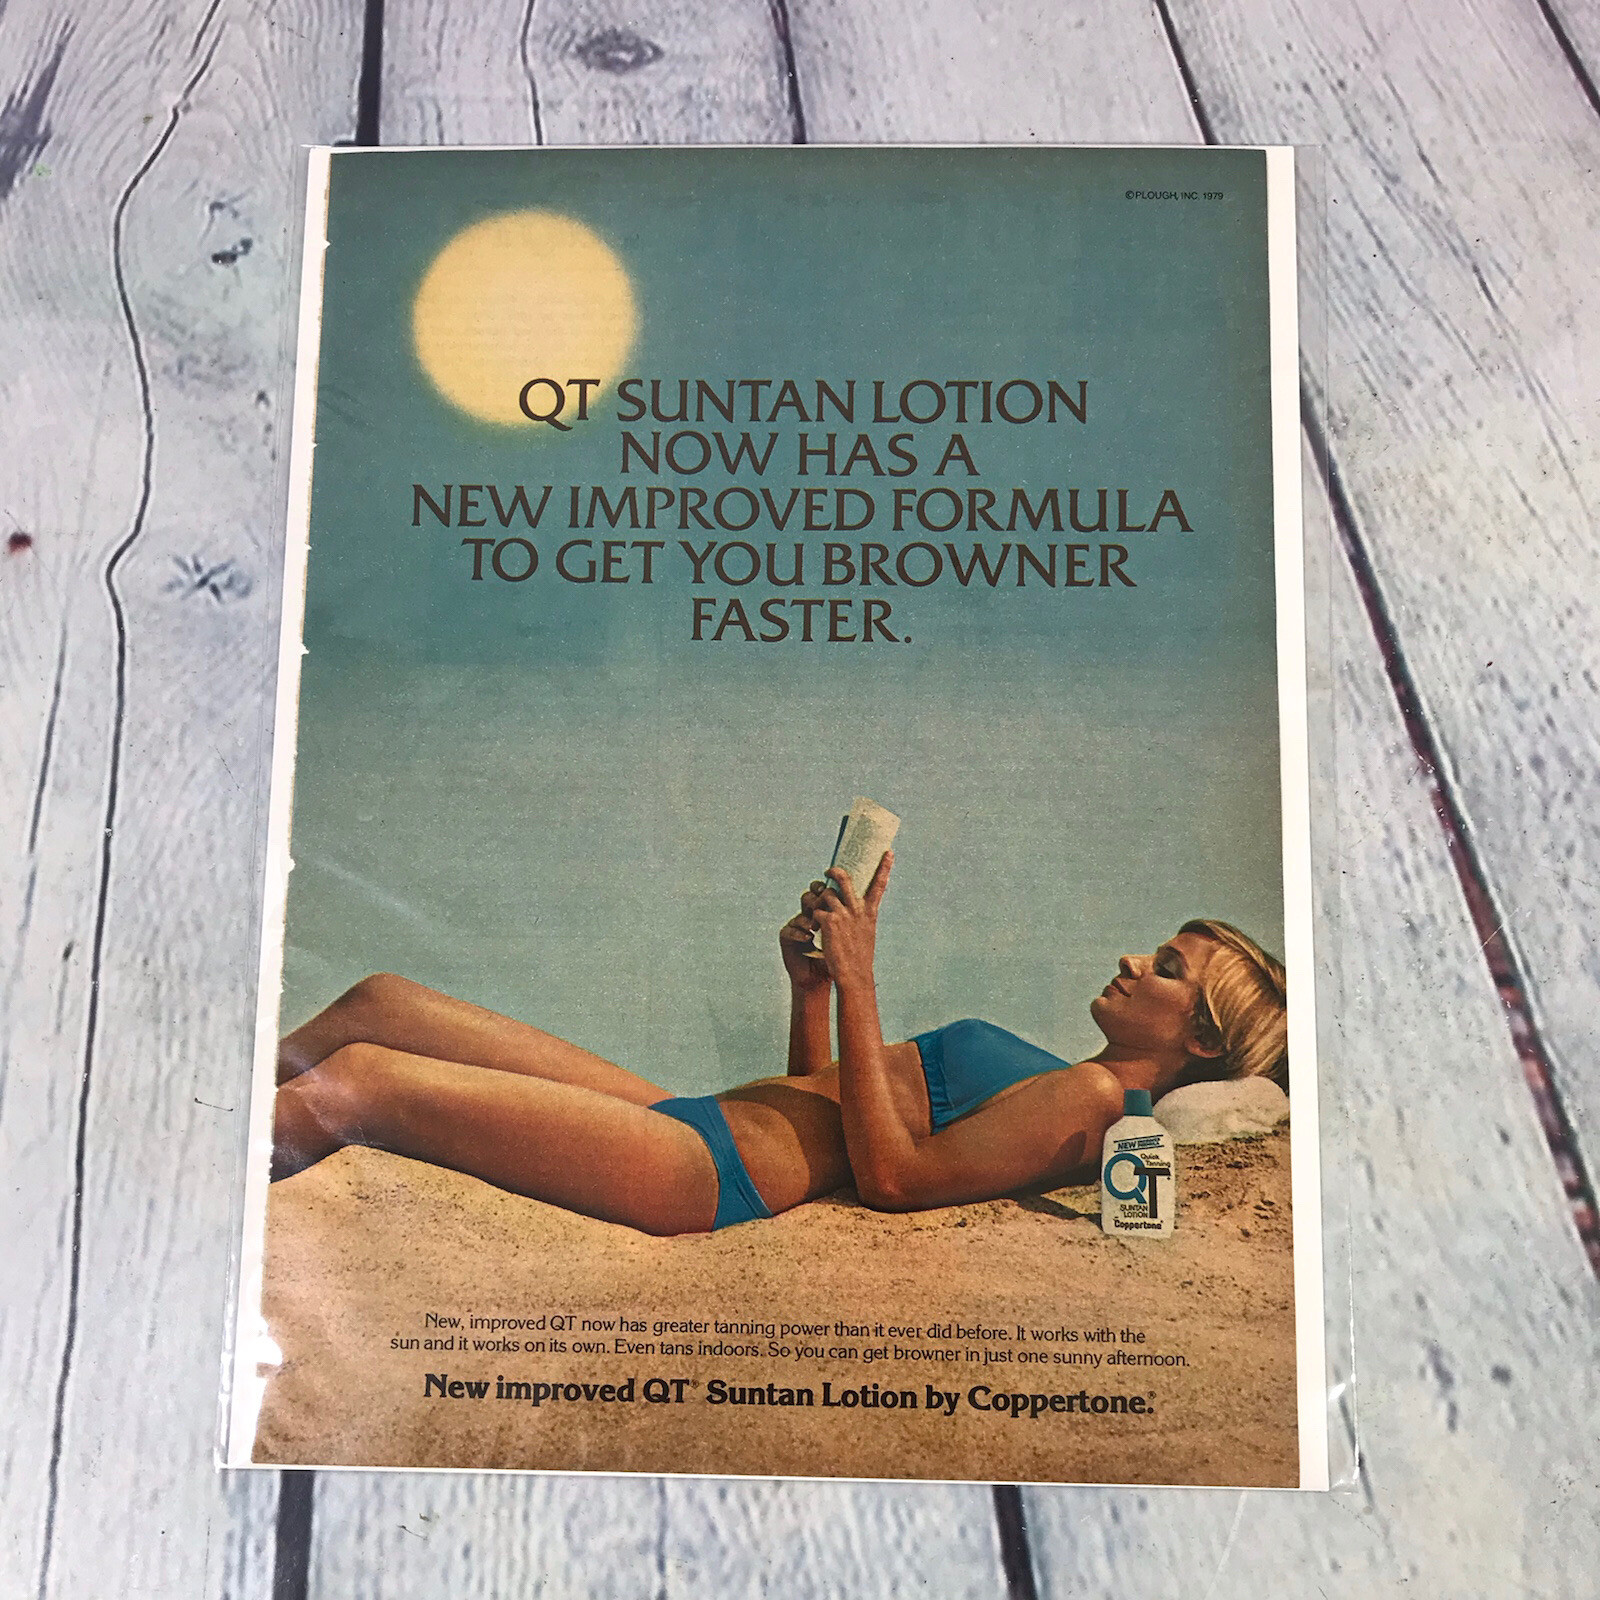 ©PLOUGH, INC. 1979
QT SUNTAN LOTION
NOW HAS A
NEW IMPROVED FORMULA
TO GET YOU BROWNER
FASTER.
NEW
Quick
Tanning
QT
SUNTAN
LOTION
Coppertone®
New, improved QT now has greater tanning power than it ever did before. It works with the
sun and it works on its own. Even tans indoors. So you can get browner in just one sunny afternoon.
New improved QT® Suntan Lotion by Coppertone.®